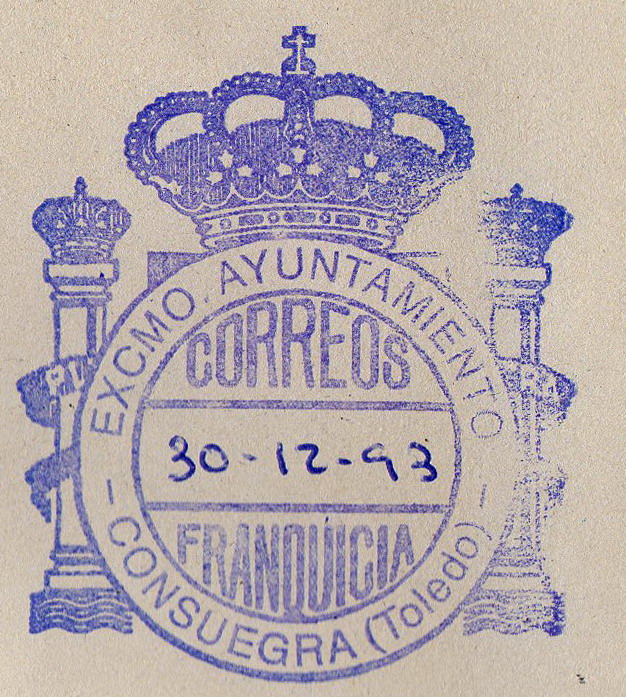 EXCMO. AYUNTAMIENTO
CORREOS
30-12-93
FRANQUICIA
- CONSUEGRA (Toledo) -